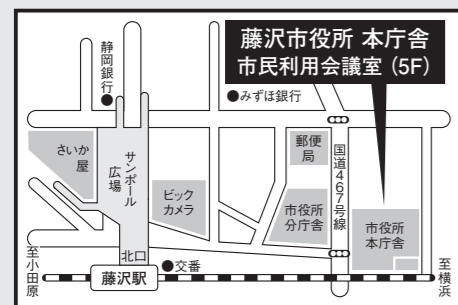 藤沢市役所 本庁舎
市民利用会議室（5F）
静岡銀行
●みずほ銀行
さいか
屋
サンパール
広場
ビック
カメラ
郵便
局
国道467号線
市役所
分庁舎
市役所
本庁舎
北口
●交番
至小田原
藤沢駅
至横浜